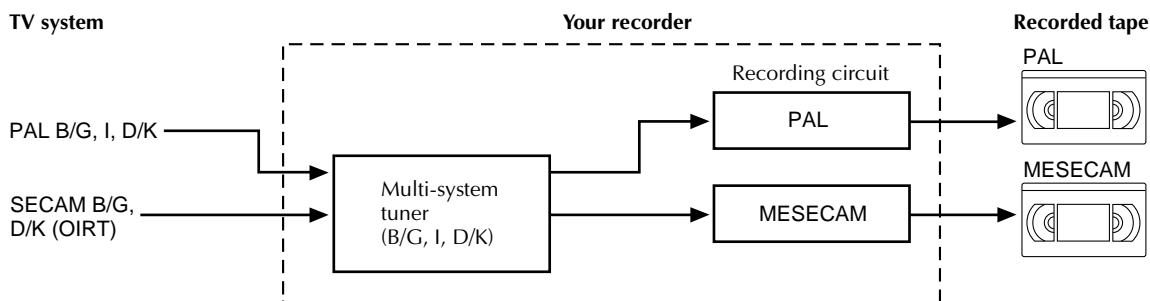 TV system
Your recorder
Recorded tape
PAL
Recording circuit
PAL
PAL B/G, I, D/K
MESECAM
Multi-system
tuner
(B/G, I, D/K)
SECAM B/G,
D/K (OIRT)
MESECAM